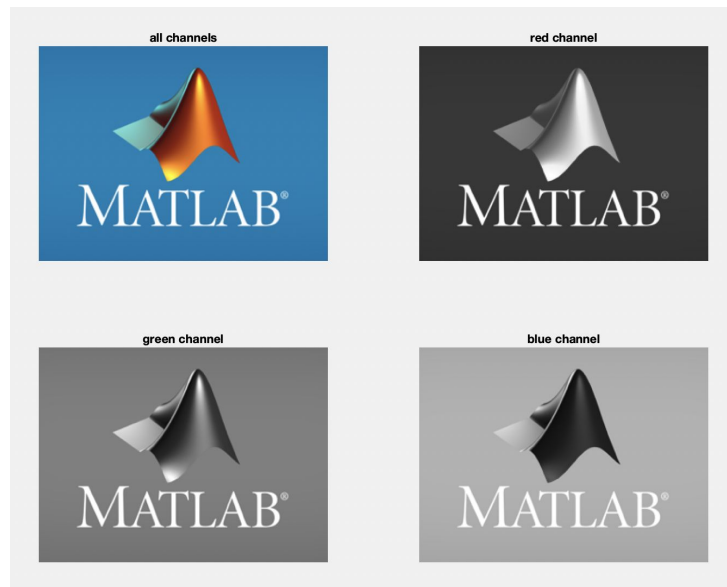 all channels
red channel
MATLAB®
MATLAB®
green channel
blue channel
MATLAB®
MATLAB®